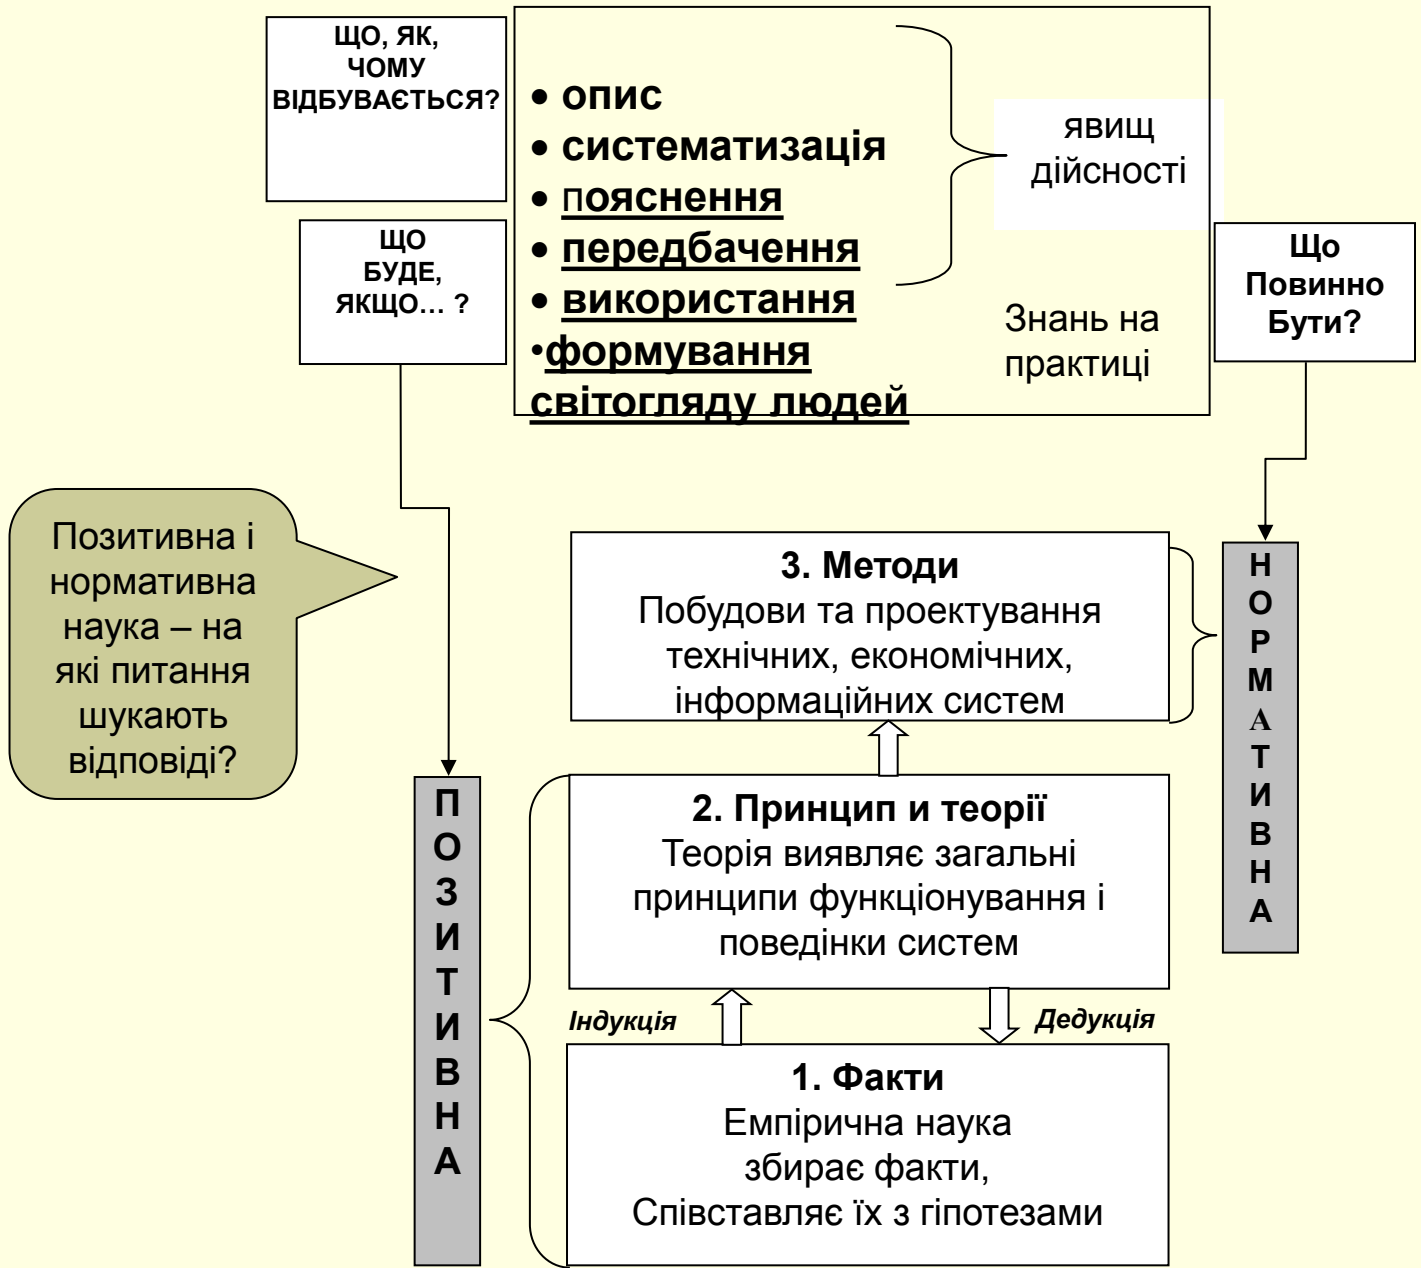 ЩО, ЯК,
ЧОМУ
ВІДБУВАЄТЬСЯ?
ЩО
БУДЕ,
ЯКЩО… ?
• опис
• систематизація
• пояснення
• передбачення
• використання
•формування
світогляду людей
явищ
дійсності
Знань на
практиці
Що
Повинно
Бути?
Позитивна і
нормативна
наука – на
які питання
шукають
відповіді?
3. Методи
Побудови та проектування
технічних, економічних,
інформаційних систем
Н
О
Р
М
А
Т
И
В
Н
А
П
О
З
И
Т
И
В
Н
А
2. Принцип и теорії
Теорія виявляє загальні
принципи функціонування і
поведінки систем
Індукція
Дедукція
1. Факти
Емпірична наука
збирає факти,
Співставляє їх з гіпотезами